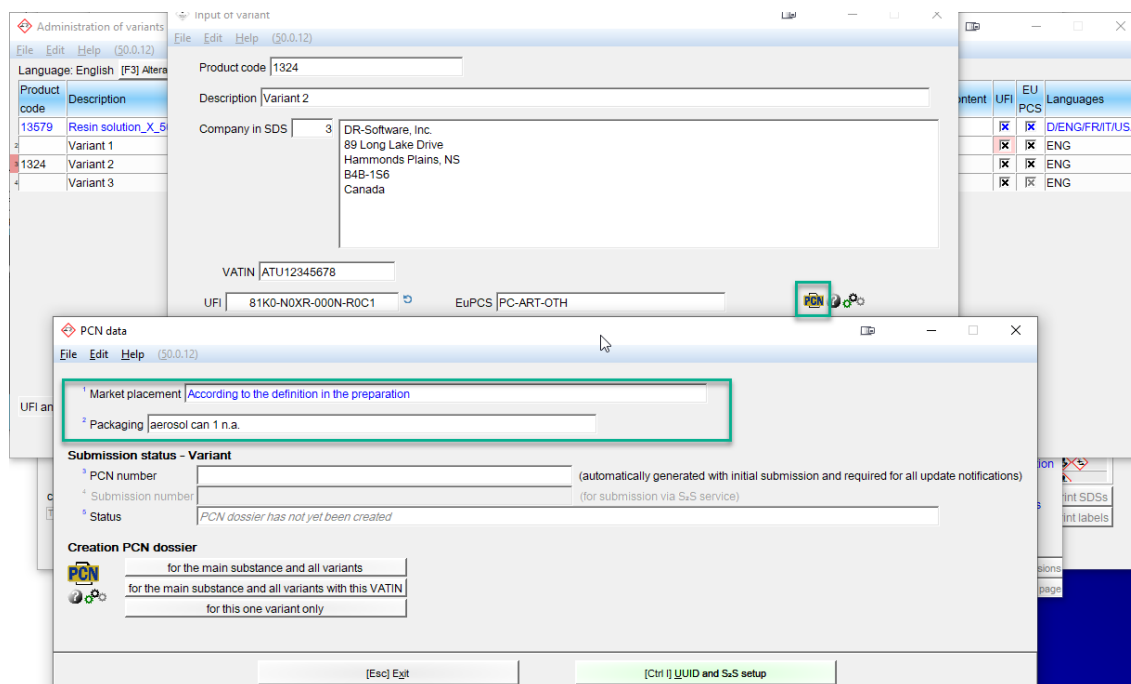 Administration of variants
File Edit Help (50.0.12)
Language: English [F3] Altera
Product code Description
13579 Resin solution_X_5
2 Variant 1
3 1324 Variant 2
4 Variant 3
UFI an
Input of variant
File Edit Help (50.0.12)
Product code 1324
Description Variant 2
Company in SDS 3 DR-Software, Inc.
89 Long Lake Drive
Hammonds Plains, NS
B4B-1S6
Canada
VATIN ATU12345678
UFI 81K0-N0XR-000N-R0C1 EuPCS PC-ART-OTH PCN
ontent UFI EU PCS Languages
D/ENG/FR/IT/US
ENG
ENG
ENG
PCN data
File Edit Help (50.0.12)
1 Market placement According to the definition in the preparation
2 Packaging aerosol can 1 n.a.
Submission status - Variant
3 PCN number (automatically generated with initial submission and required for all update notifications)
4 Submission number (for submission via S2S service)
5 Status PCN dossier has not yet been created
Creation PCN dossier
PCN for the main substance and all variants
for the main substance and all variants with this VATIN
for this one variant only
[Esc] Exit [Ctrl I] UUID and S2S setup
ion
int SDSs
int labels
sions
page